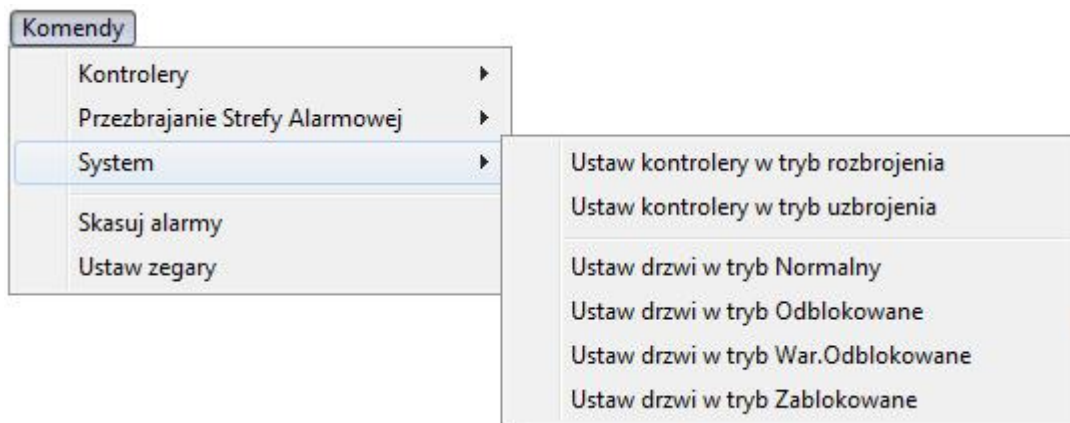 Komendy
Kontrolery
Przezbrajanie Strefy Alarmowej
System
Skasuj alarmy
Ustaw zegary
Ustaw kontrolery w tryb rozbrojenia
Ustaw kontrolery w tryb uzbrojenia
Ustaw drzwi w tryb Normalny
Ustaw drzwi w tryb Odblokowane
Ustaw drzwi w tryb War.Odblokowane
Ustaw drzwi w tryb Zablokowane